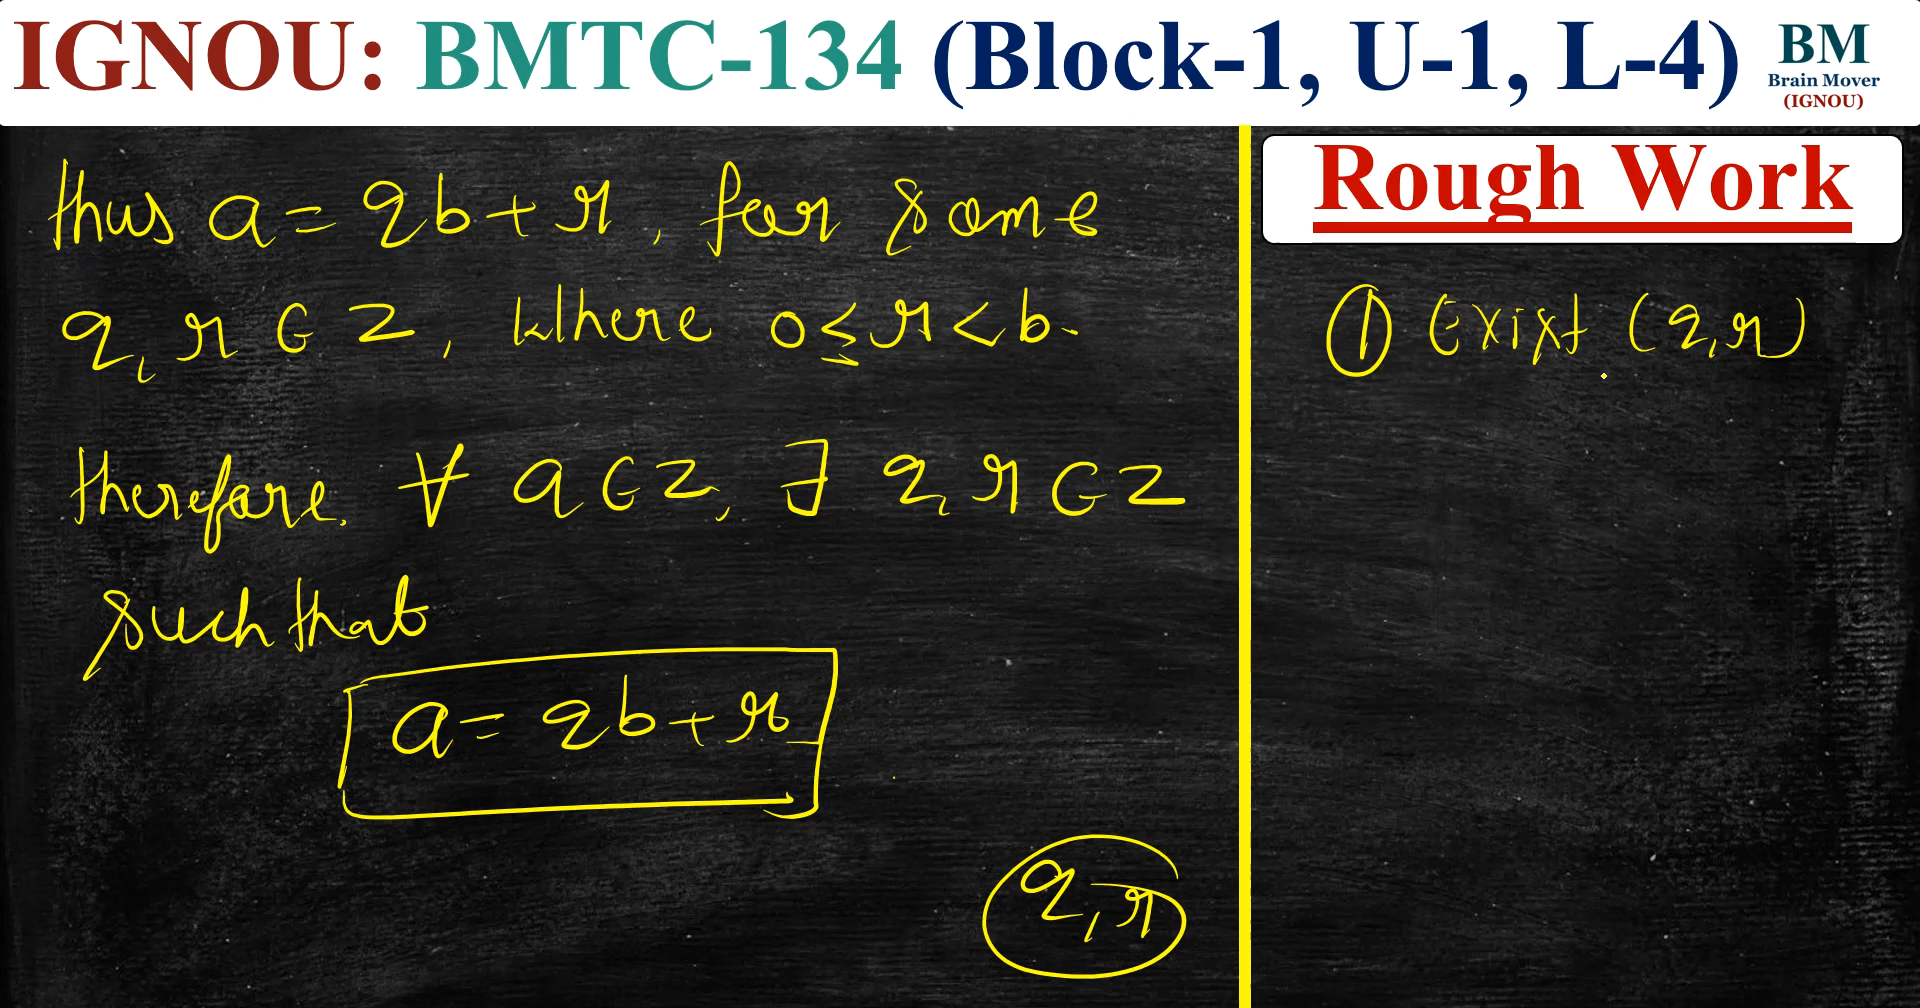 IGNOU: BMTC-134 (Block-1, U-1, L-4)
BM
Brain Mover
(IGNOU)
thus a = qb + r, for some
q, r ∈ Z, Where 0 ≤ r < b.
therefore. ∀ a ∈ Z, ∃ q, r ∈ Z
such that
a = qb + r
q, r
Rough Work
① Exist (q, r)